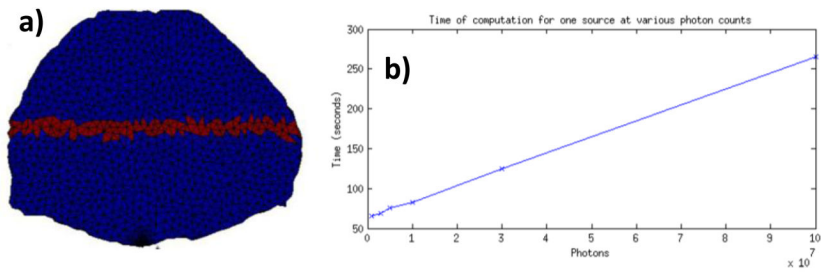 a)
Time of computation for one source at various photon counts
b)
Time (seconds)
300
250
200
150
100
50
0 1 2 3 4 5 6 7 8 9 10
Photons
x 10^7